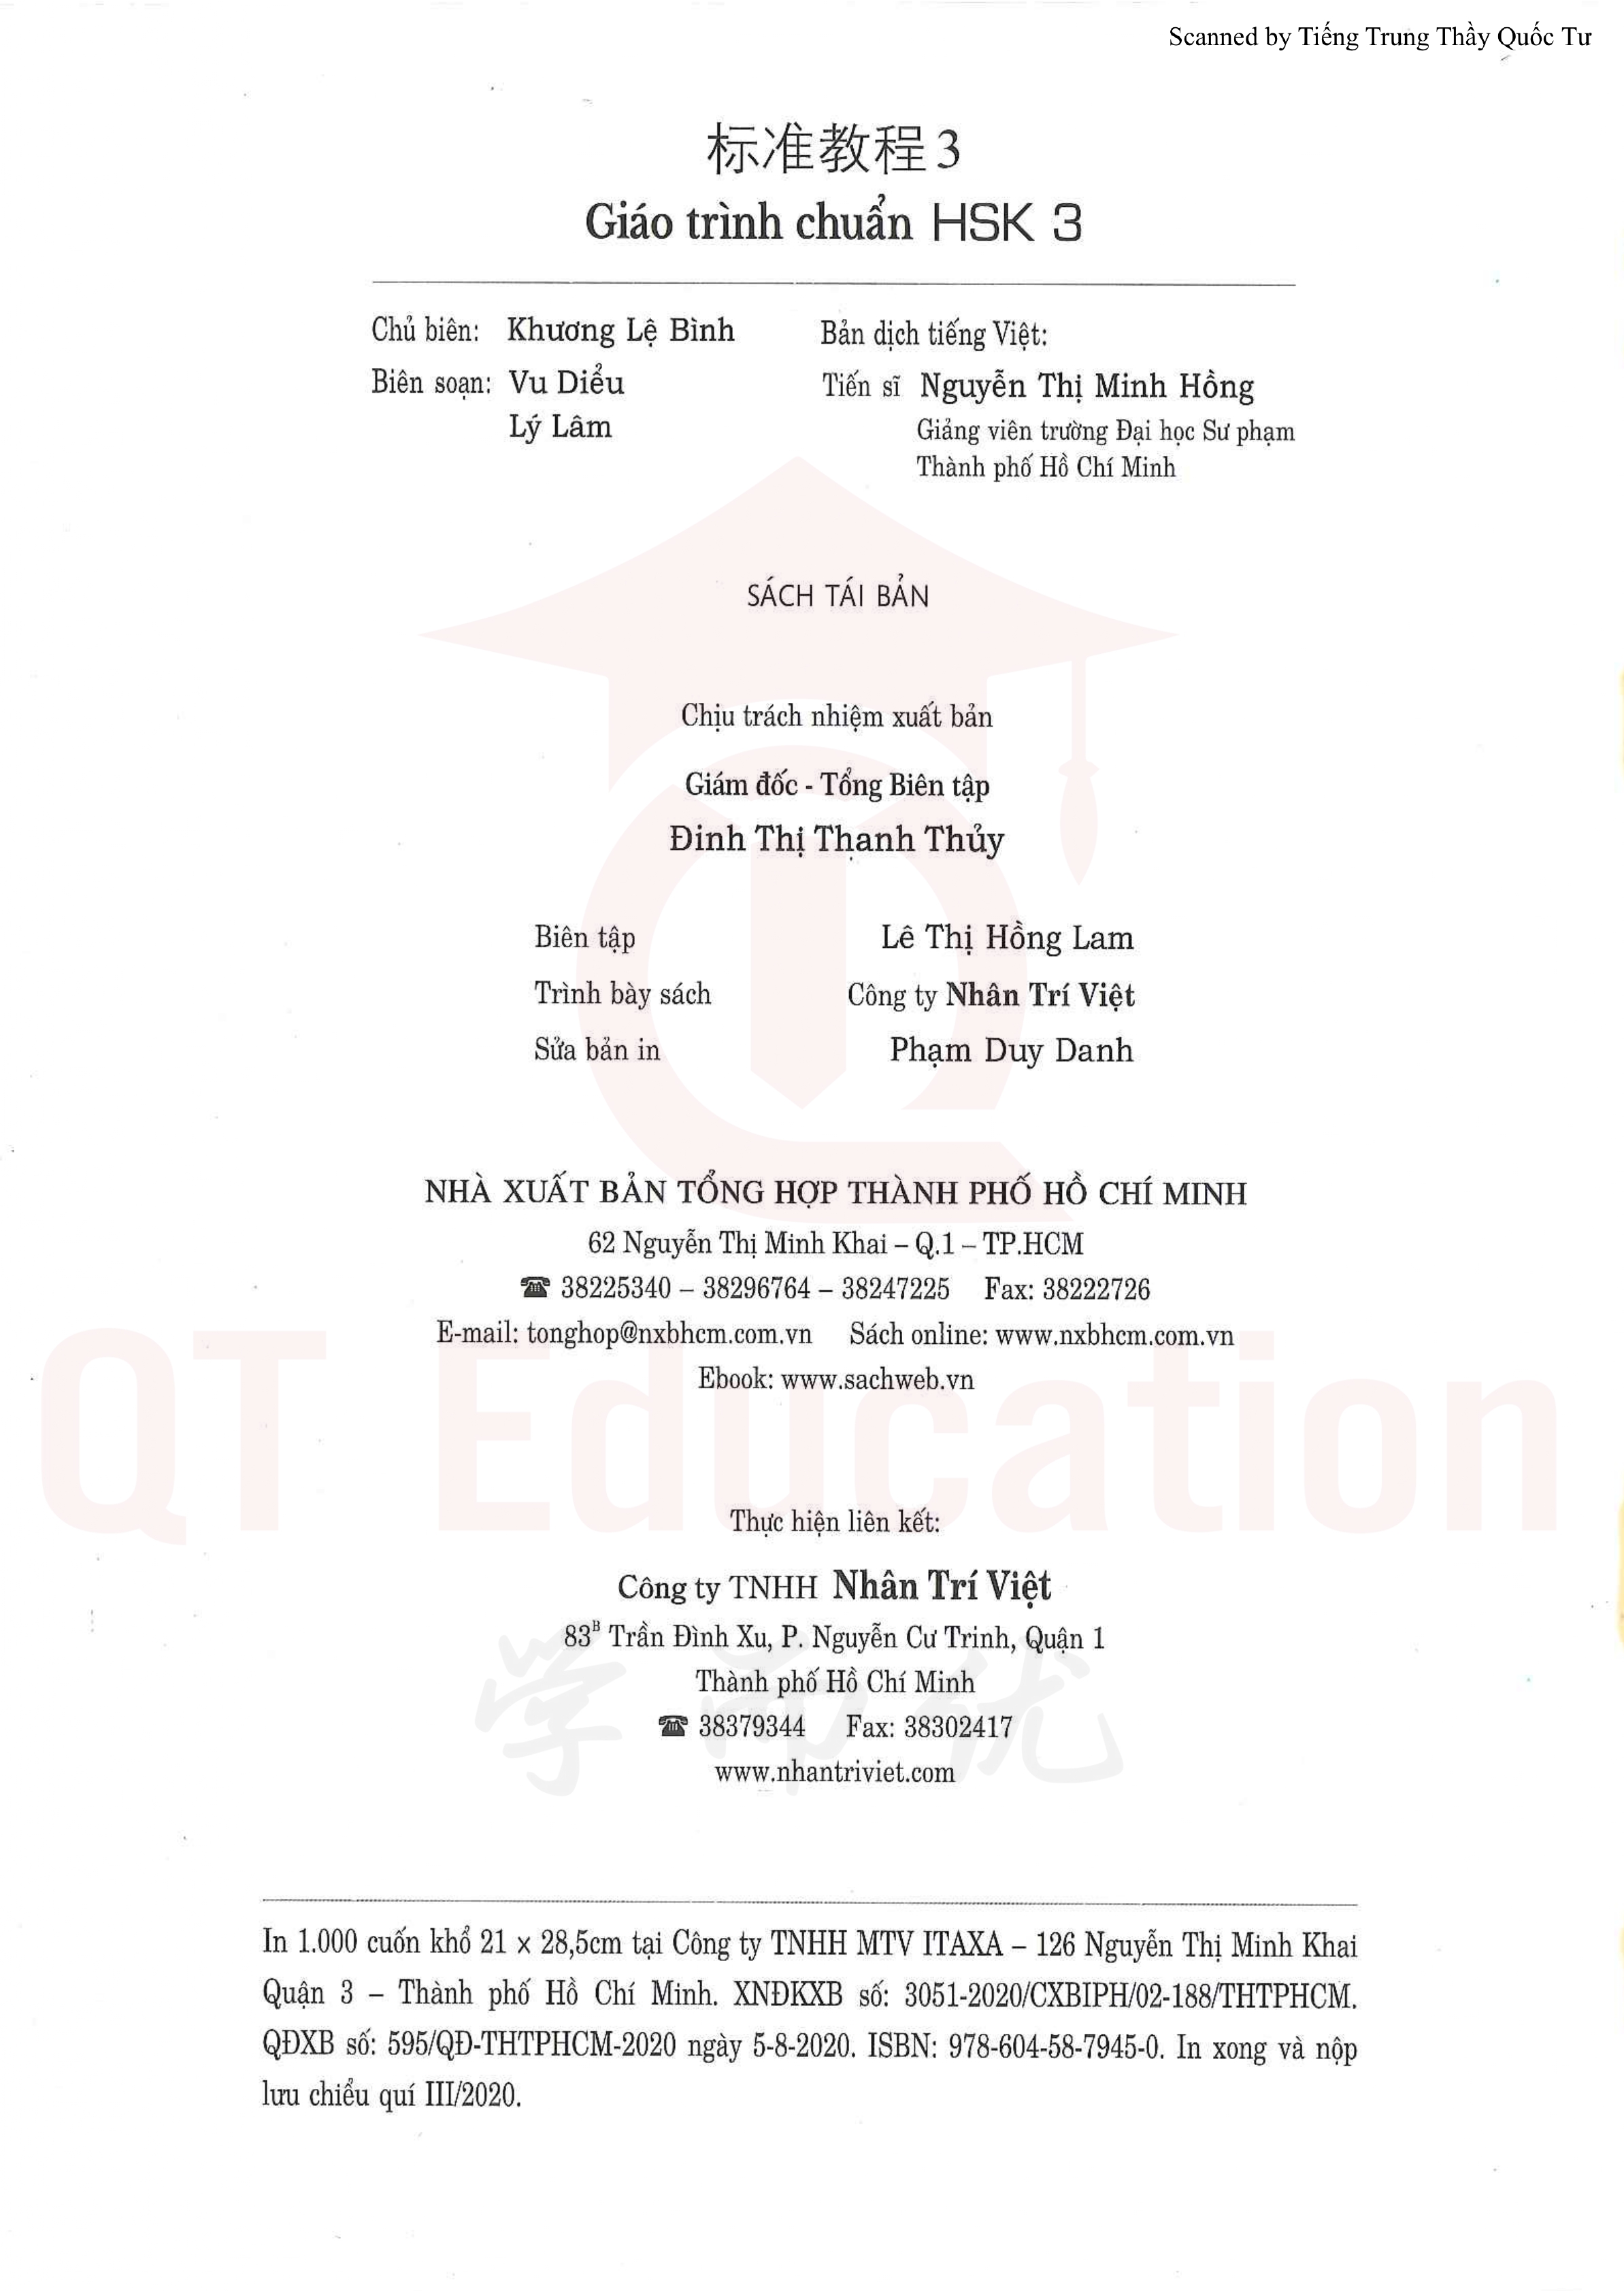 Scanned by Tiếng Trung Thầy Quốc Tư
标准教程3
Giáo trình chuẩn HSK 3
Chủ biên: Khương Lệ Bình
Biên soạn: Vu Diểu
Lý Lâm
Bản dịch tiếng Việt:
Tiến sĩ Nguyễn Thị Minh Hồng
Giảng viên trường Đại học Sư phạm
Thành phố Hồ Chí Minh
SÁCH TÁI BẢN
Chịu trách nhiệm xuất bản
Giám đốc - Tổng Biên tập
Đinh Thị Thanh Thủy
Biên tập Lê Thị Hồng Lam
Trình bày sách Công ty Nhân Trí Việt
Sửa bản in Phạm Duy Danh
NHÀ XUẤT BẢN TỔNG HỢP THÀNH PHỐ HỒ CHÍ MINH
62 Nguyễn Thị Minh Khai – Q.1 – TP.HCM
☎ 38225340 – 38296764 – 38247225 Fax: 38222726
E-mail: tonghop@nxbhcm.com.vn Sách online: www.nxbhcm.com.vn
Ebook: www.sachweb.vn
QT Education
Thực hiện liên kết:
Công ty TNHH Nhân Trí Việt
83B Trần Đình Xu, P. Nguyễn Cư Trinh, Quận 1
Thành phố Hồ Chí Minh
☎ 38379344 Fax: 38302417
www.nhantriviet.com
学而优
In 1.000 cuốn khổ 21 × 28,5cm tại Công ty TNHH MTV ITAXA – 126 Nguyễn Thị Minh Khai
Quận 3 – Thành phố Hồ Chí Minh. XNĐKXB số: 3051-2020/CXBIPH/02-188/THTPHCM.
QĐXB số: 595/QĐ-THTPHCM-2020 ngày 5-8-2020. ISBN: 978-604-58-7945-0. In xong và nộp
lưu chiểu quí III/2020.